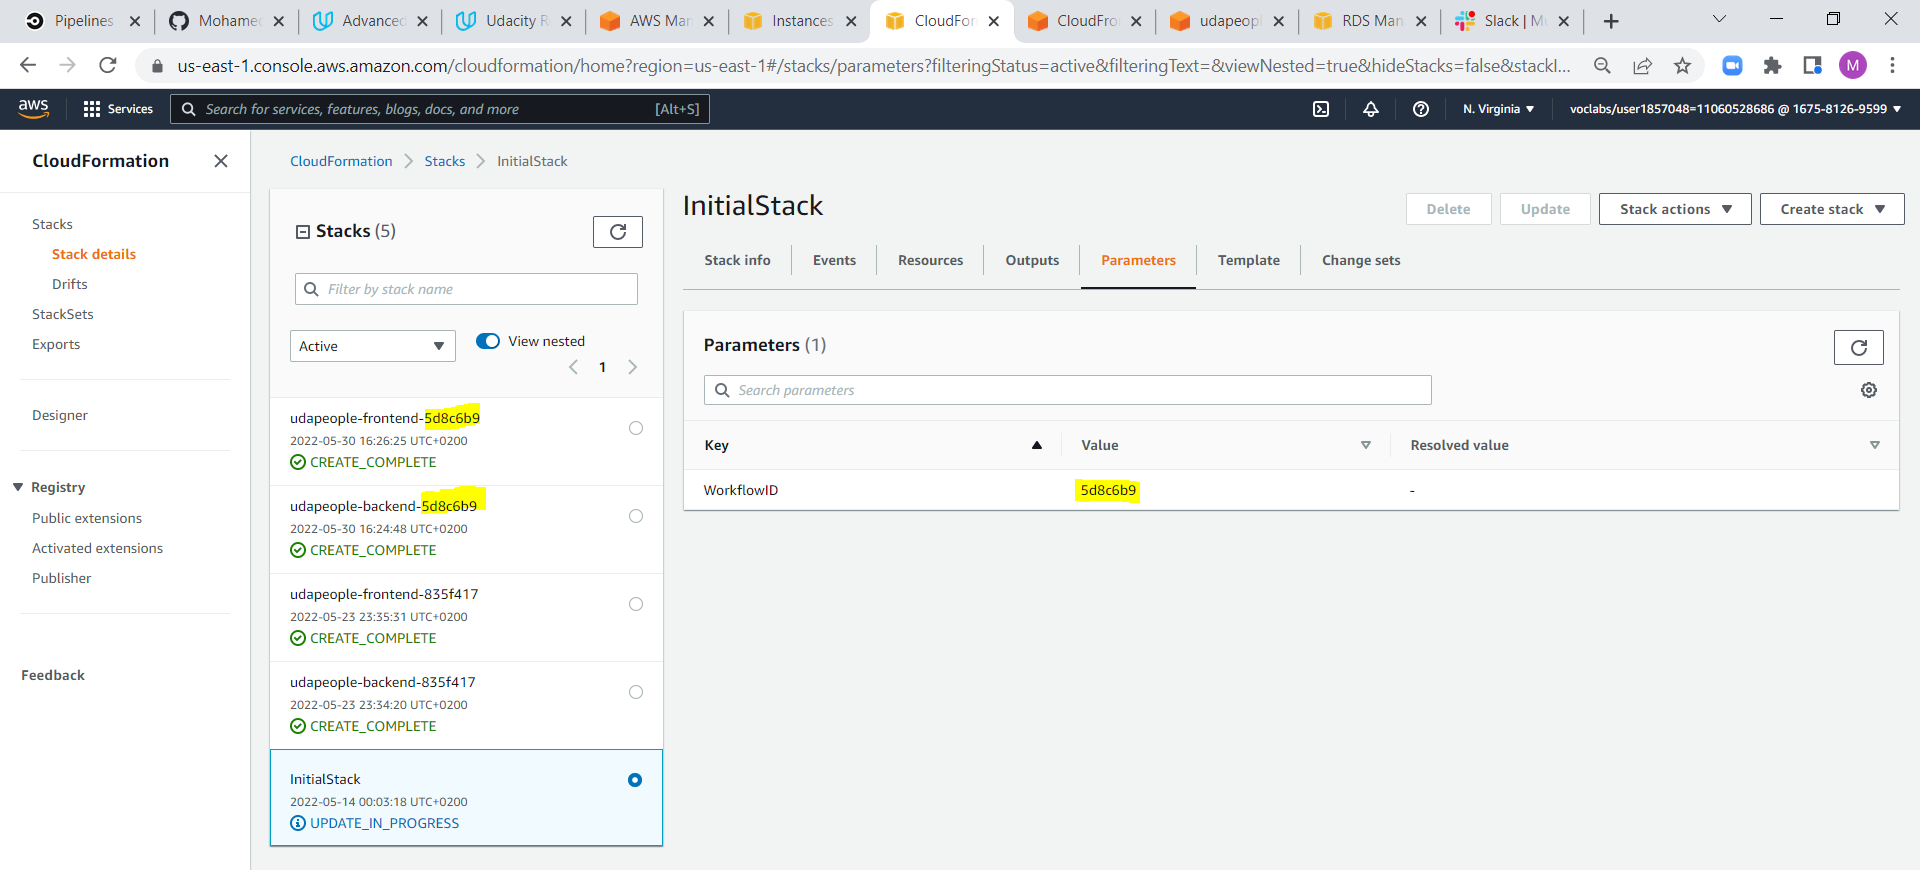 Pipelines
Mohamed
Advanced
Udacity R
AWS Man
Instances
CloudFor
CloudFro
udapeopl
RDS Man
Slack | M
us-east-1.console.aws.amazon.com/cloudformation/home?region=us-east-1#/stacks/parameters?filteringStatus=active&filteringText=&viewNested=true&hideStacks=false&stackI...
M
aws
Services
Search for services, features, blogs, docs, and more
[Alt+S]
N. Virginia
voclabs/user1857048=11060528686 @ 1675-8126-9599
CloudFormation
Stacks
Stack details
Drifts
StackSets
Exports
Designer
Registry
Public extensions
Activated extensions
Publisher
Feedback
CloudFormation
Stacks
InitialStack
Stacks (5)
Filter by stack name
Active
View nested
1
udapeople-frontend-5d8c6b9
2022-05-30 16:26:25 UTC+0200
CREATE_COMPLETE
udapeople-backend-5d8c6b9
2022-05-30 16:24:48 UTC+0200
CREATE_COMPLETE
udapeople-frontend-835f417
2022-05-23 23:35:31 UTC+0200
CREATE_COMPLETE
udapeople-backend-835f417
2022-05-23 23:34:20 UTC+0200
CREATE_COMPLETE
InitialStack
2022-05-14 00:03:18 UTC+0200
UPDATE_IN_PROGRESS
InitialStack
Delete
Update
Stack actions
Create stack
Stack info
Events
Resources
Outputs
Parameters
Template
Change sets
Parameters (1)
Search parameters
Key
Value
Resolved value
WorkflowID
5d8c6b9
-